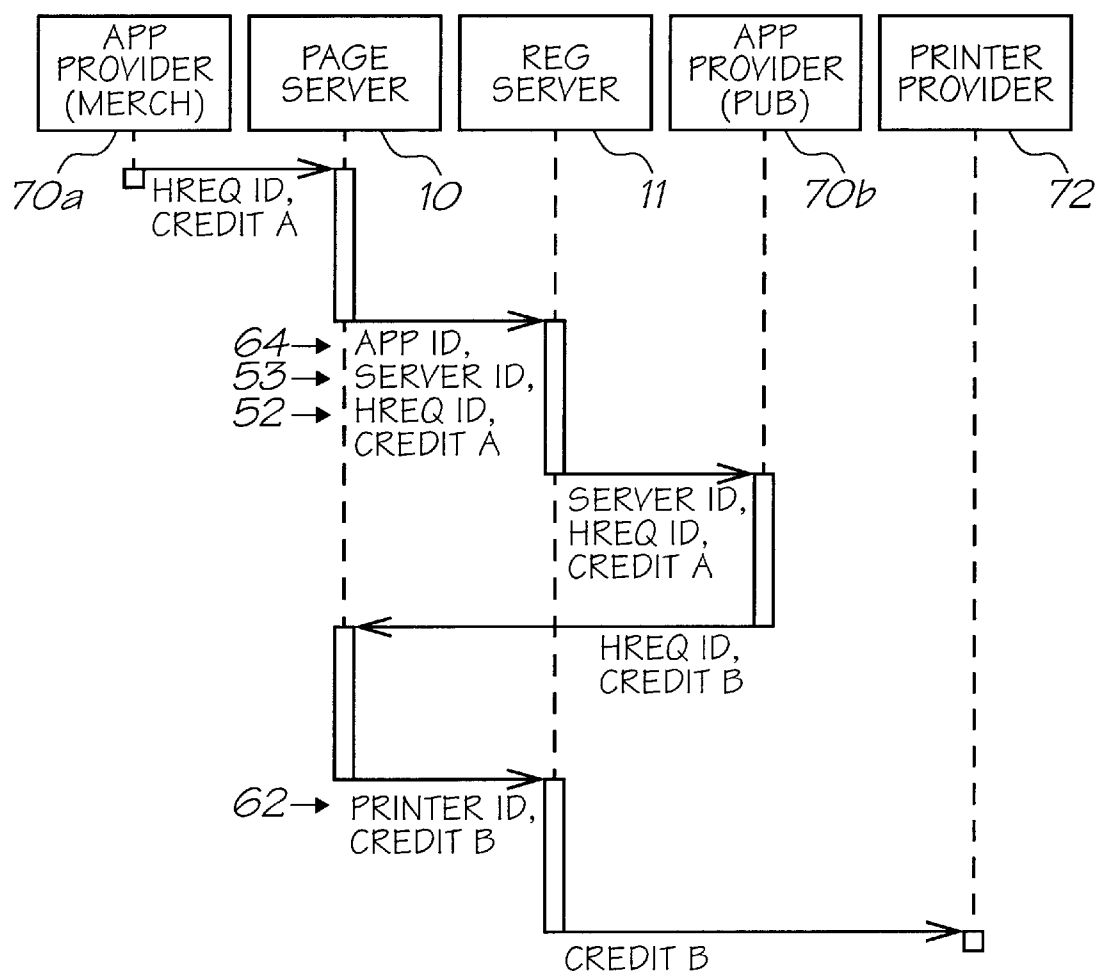 APP
PROVIDER
(MERCH)
PAGE
SERVER
REG
SERVER
APP
PROVIDER
(PUB)
PRINTER
PROVIDER
70a
10
11
70b
72
HREQ ID,
CREDIT A
64
APP ID,
53
SERVER ID,
52
HREQ ID,
CREDIT A
SERVER ID,
HREQ ID,
CREDIT A
HREQ ID,
CREDIT B
62
PRINTER ID,
CREDIT B
CREDIT B